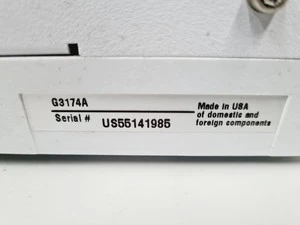 G3174A
Serial # US55141985
Made in USA
of domestic and
foreign components